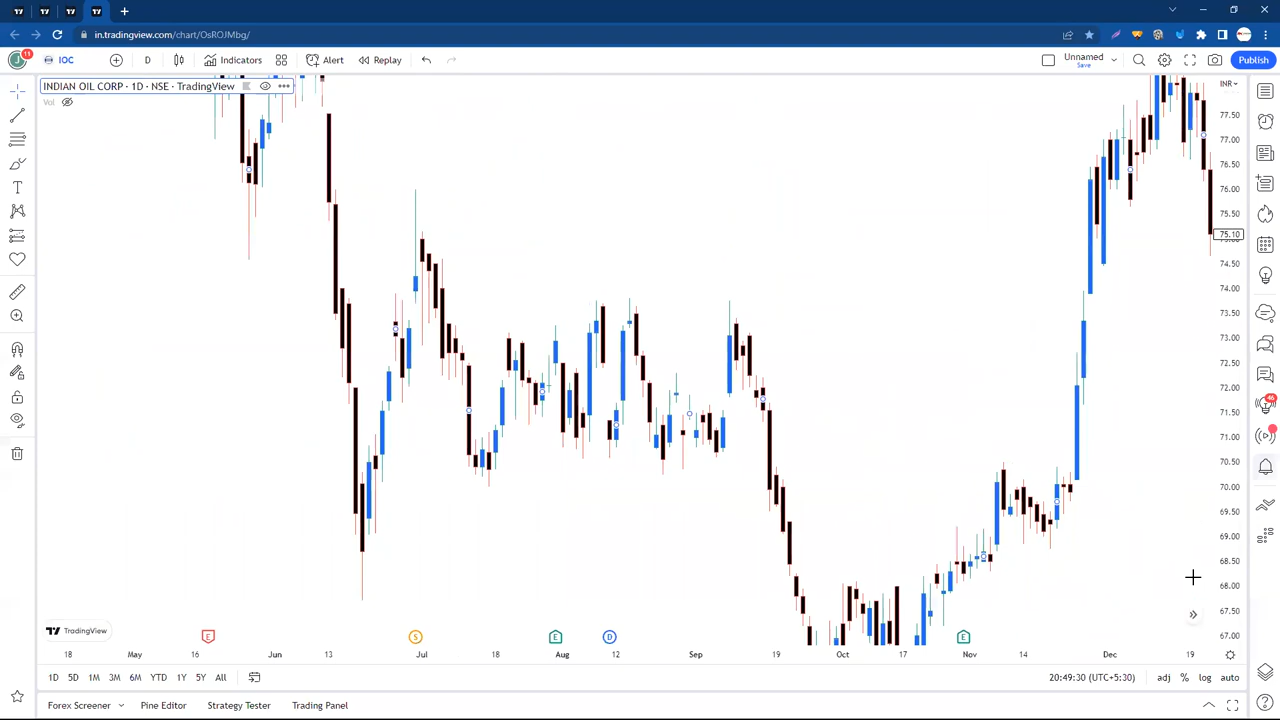 in.tradingview.com/chart/OsROJMbg/
J 11 IOC D Indicators Alert Replay Unnamed Save Publish
INDIAN OIL CORP · 1D · NSE · TradingView
Vol
INR
77.50
77.00
76.50
76.00
75.50
75.10
74.50
74.00
73.50
73.00
72.50
72.00
71.50
71.00
70.50
70.00
69.50
69.00
68.50
68.00
67.50
67.00
46
TradingView
E S E D E
18 May 16 Jun 13 Jul 18 Aug 12 Sep 19 Oct 17 Nov 14 Dec 19
1D 5D 1M 3M 6M YTD 1Y 5Y All 20:49:30 (UTC+5:30) adj % log auto
Forex Screener Pine Editor Strategy Tester Trading Panel